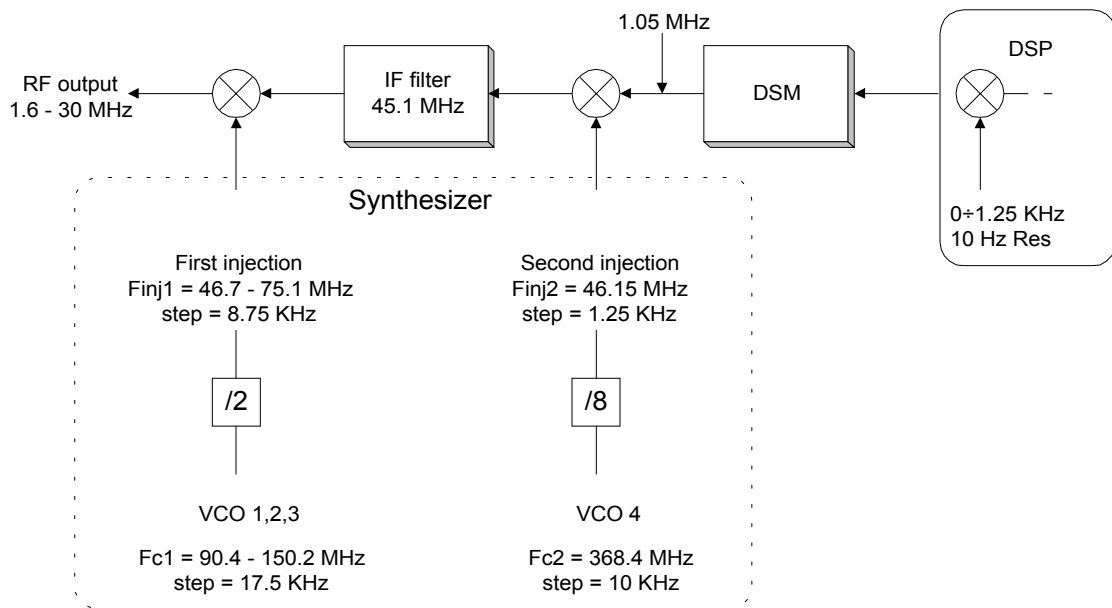 1.05 MHz
DSP
RF output
1.6 - 30 MHz
IF filter
45.1 MHz
DSM
0÷1.25 KHz
10 Hz Res
Synthesizer
First injection
Finj1 = 46.7 - 75.1 MHz
step = 8.75 KHz
Second injection
Finj2 = 46.15 MHz
step = 1.25 KHz
/2
/8
VCO 1,2,3
VCO 4
Fc1 = 90.4 - 150.2 MHz
step = 17.5 KHz
Fc2 = 368.4 MHz
step = 10 KHz